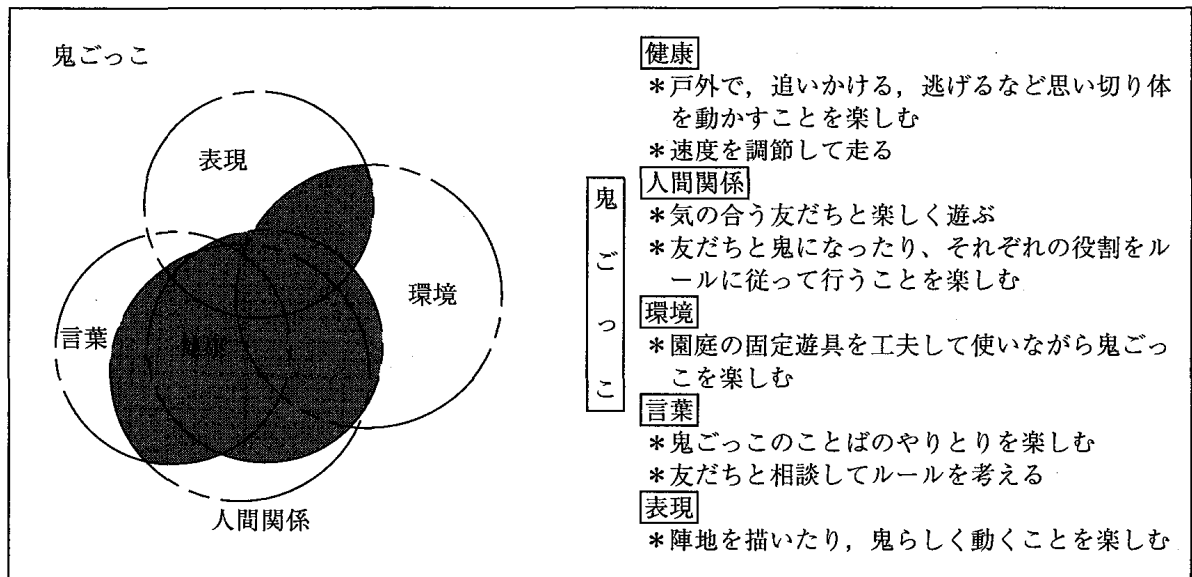 鬼ごっこ
表現
環境
言葉
健康
人間関係
鬼ごっこ
健康
*戸外で，追いかける，逃げるなど思い切り体
を動かすことを楽しむ
*速度を調節して走る
人間関係
*気の合う友だちと楽しく遊ぶ
*友だちと鬼になったり、それぞれの役割をル
ールに従って行うことを楽しむ
環境
*園庭の固定遊具を工夫して使いながら鬼ごっ
こを楽しむ
言葉
*鬼ごっこのことばのやりとりを楽しむ
*友だちと相談してルールを考える
表現
*陣地を描いたり，鬼らしく動くことを楽しむ